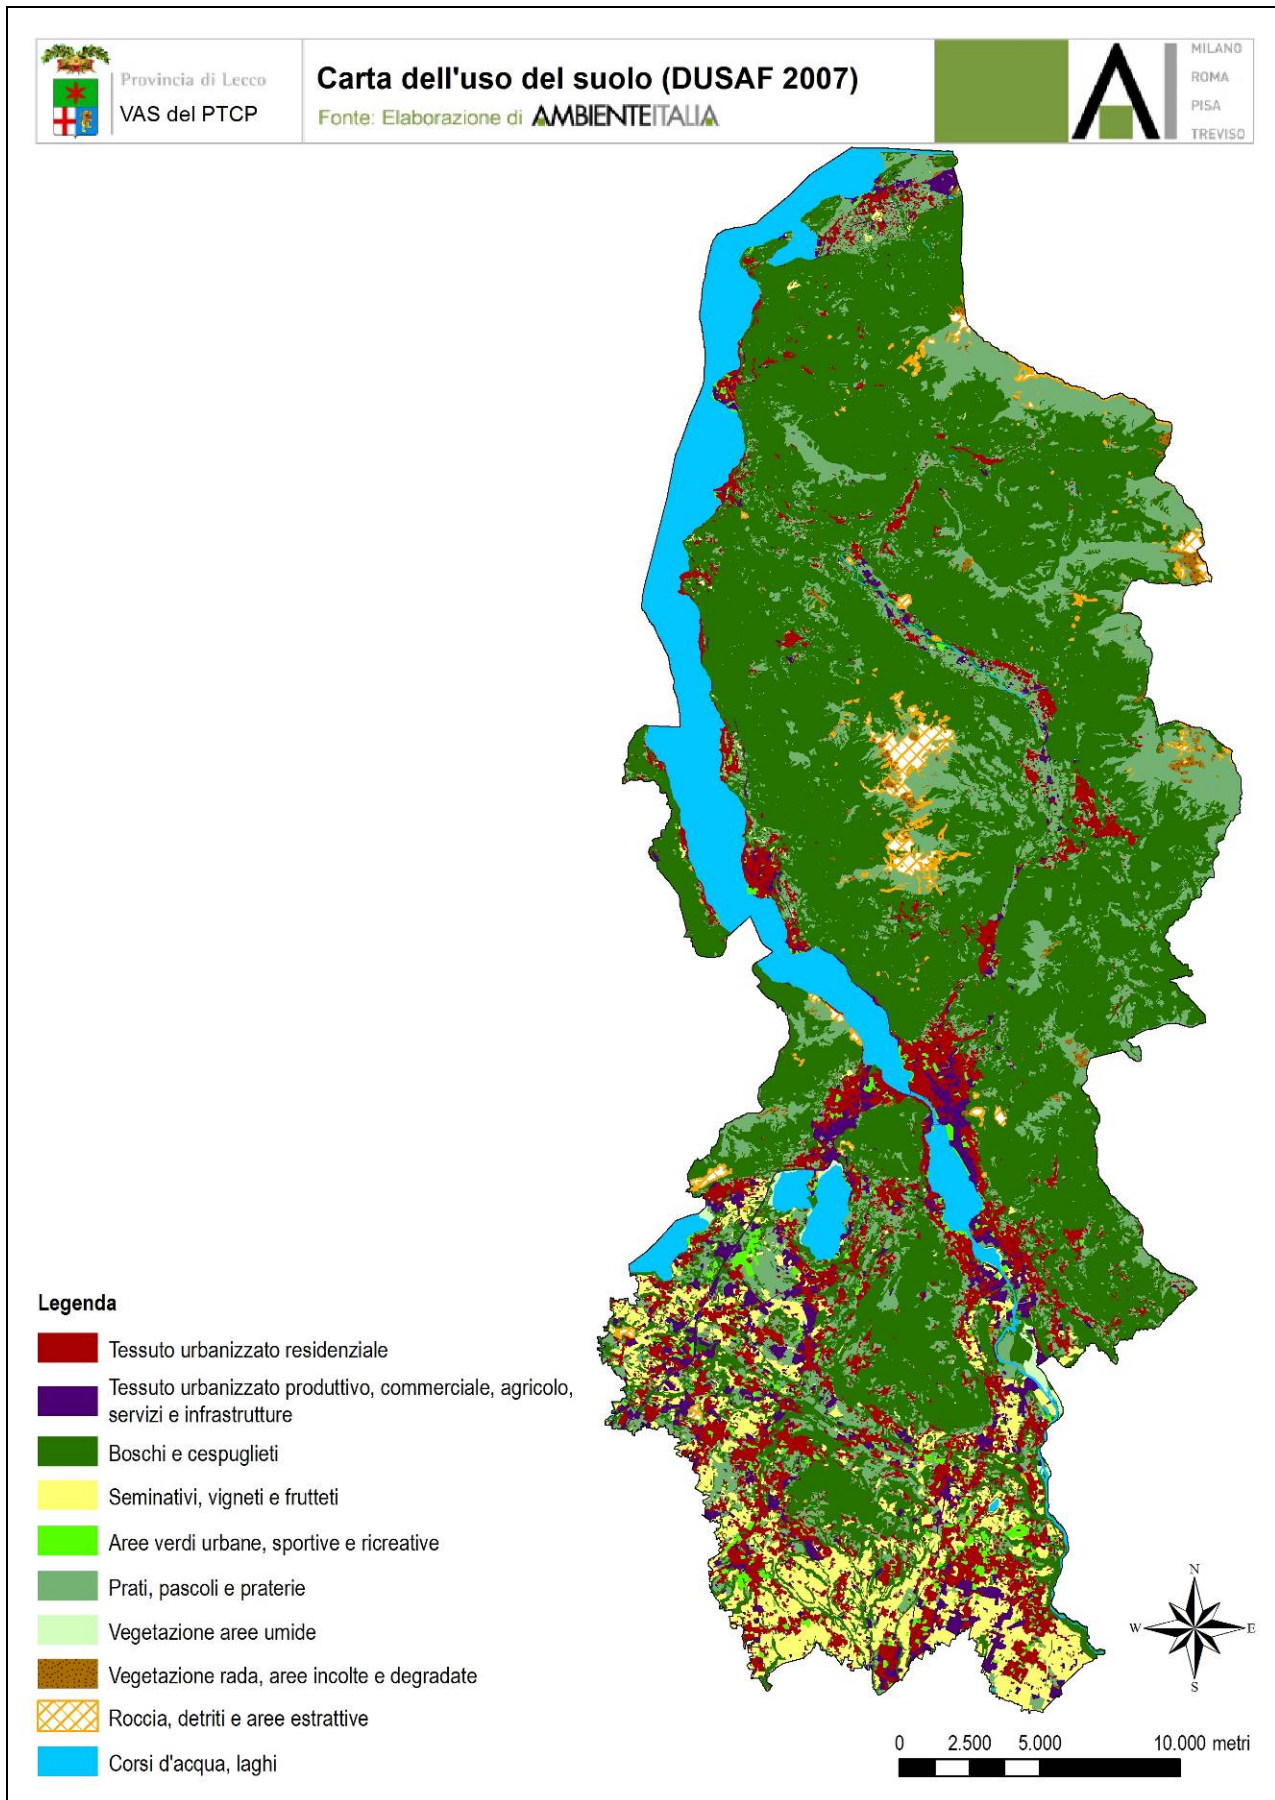 Provincia di Lecco
VAS del PTCP
Carta dell'uso del suolo (DUSAF 2007)
Fonte: Elaborazione di AMBIENTEITALIA
MILANO
ROMA
PISA
TREVISO
Legenda
Tessuto urbanizzato residenziale
Tessuto urbanizzato produttivo, commerciale, agricolo,
servizi e infrastrutture
Boschi e cespuglieti
Seminativi, vigneti e frutteti
Aree verdi urbane, sportive e ricreative
Prati, pascoli e praterie
Vegetazione aree umide
Vegetazione rada, aree incolte e degradate
Roccia, detriti e aree estrattive
Corsi d'acqua, laghi
N
W E
S
0 2.500 5.000 10.000 metri